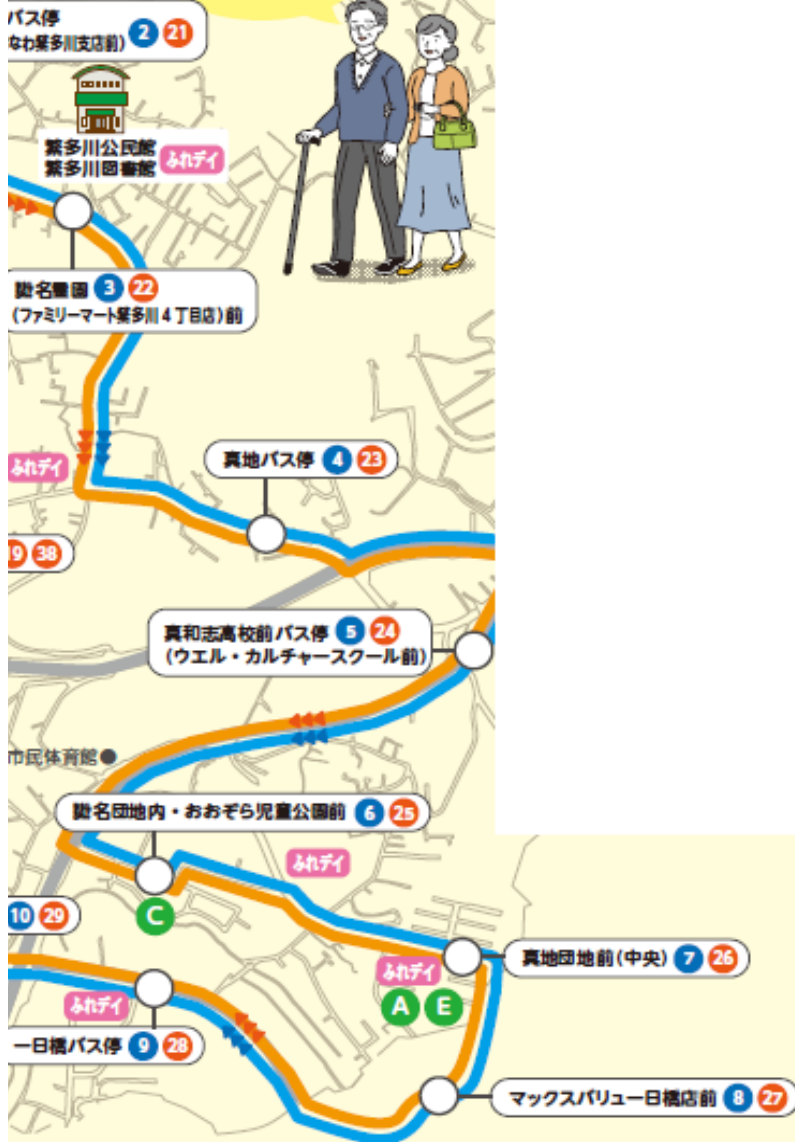 バス停
なわ繁多川支店前) 2 21
繁多川公民館
繁多川図書館 ふれデイ
識名霊園 3 22
(ファミリーマート繁多川4丁目店)前
ふれデイ
真地バス停 4 23
19 38
真和志高校前バス停 5 24
(ウエル・カルチャースクール前)
市民体育館
識名団地内・おおぞら児童公園前 6 25
ふれデイ
10 29
C
真地団地前(中央) 7 26
ふれデイ
A E
ふれデイ
一日橋バス停 9 28
マックスバリュー一日橋店前 8 27